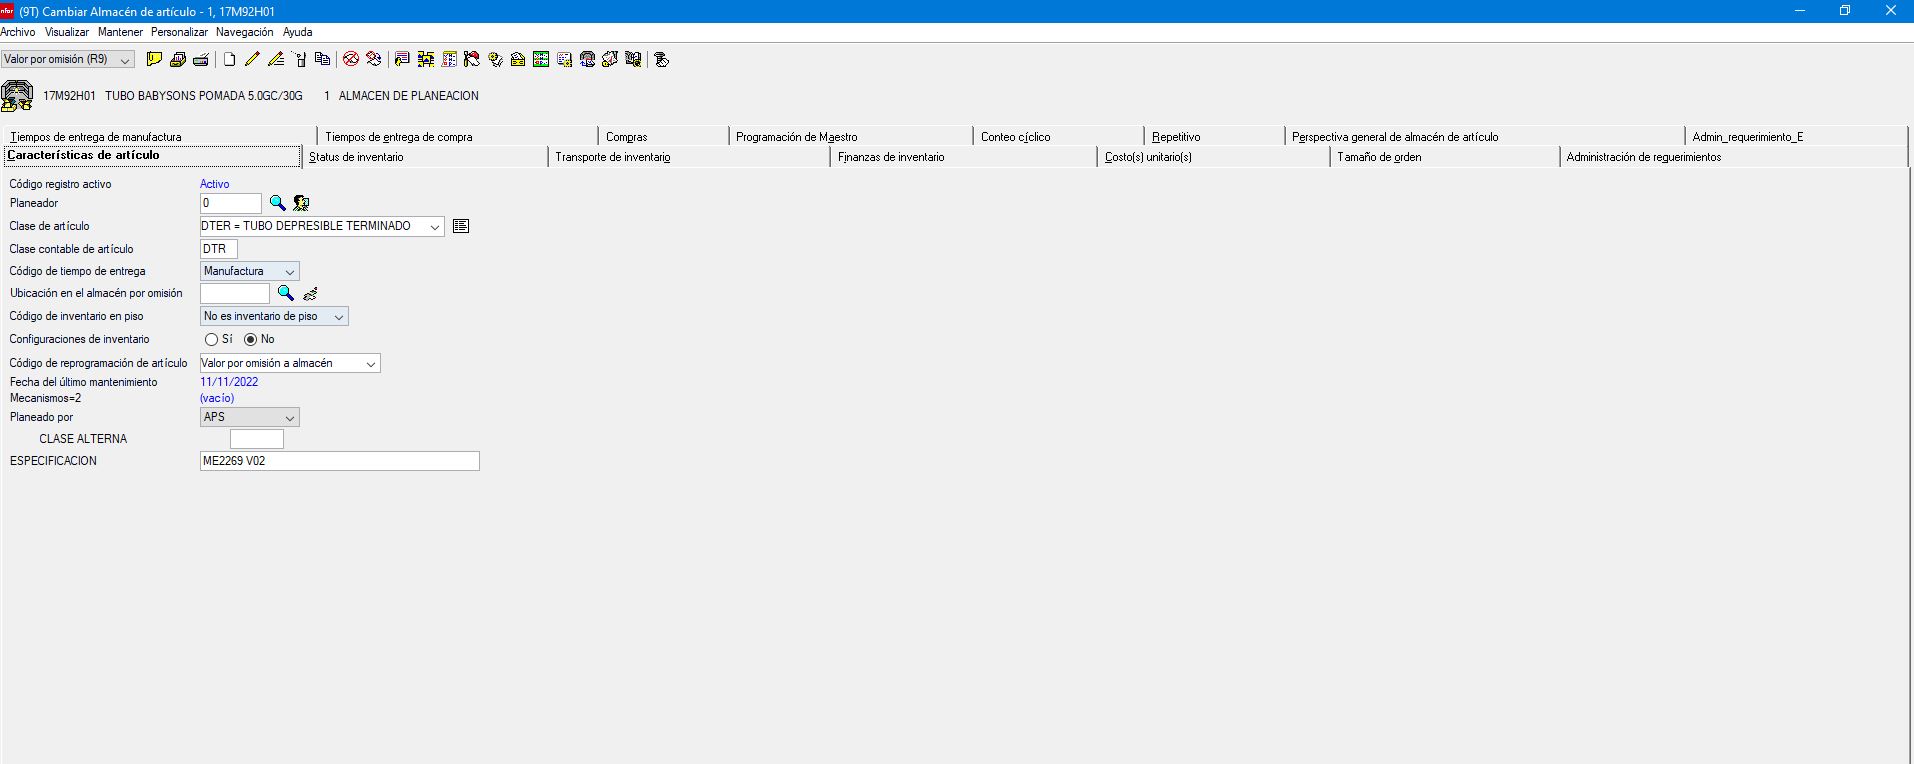 infor (9T) Cambiar Almacén de artículo - 1, 17M92H01
Archivo Visualizar Mantener Personalizar Navegación Ayuda
Valor por omisión (R9)
17M92H01 TUBO BABYSONS POMADA 5.0GC/30G 1 ALMACEN DE PLANEACION
Tiempos de entrega de manufactura Tiempos de entrega de compra Compras Programación de Maestro Conteo cíclico Repetitivo Perspectiva general de almacén de artículo Admin_requerimiento_E
Características de artículo Status de inventario Transporte de inventario Finanzas de inventario Costo(s) unitario(s) Tamaño de orden Administración de requerimientos
Código registro activo Activo
Planeador 0
Clase de artículo DTER = TUBO DEPRESIBLE TERMINADO
Clase contable de artículo DTR
Código de tiempo de entrega Manufactura
Ubicación en el almacén por omisión
Código de inventario en piso No es inventario de piso
Configuraciones de inventario Sí No
Código de reprogramación de artículo Valor por omisión a almacén
Fecha del último mantenimiento 11/11/2022
Mecanismos=2 (vacío)
Planeado por APS
CLASE ALTERNA
ESPECIFICACION ME2269 V02